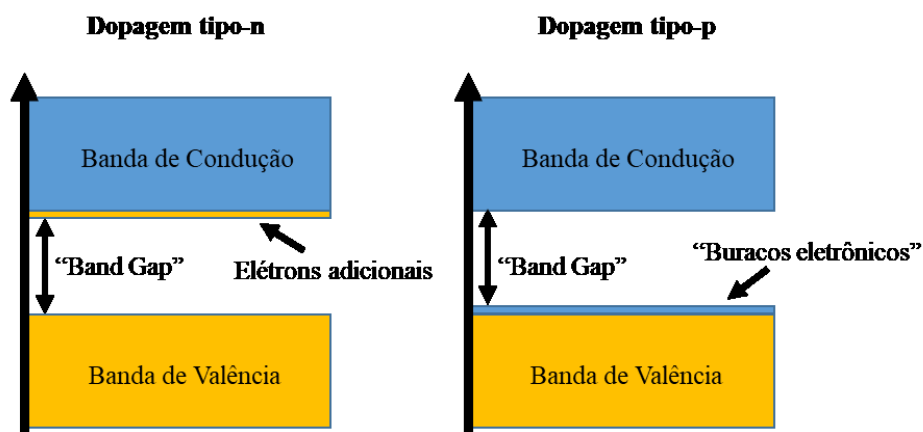 Dopagem tipo-n
Banda de Condução
“Band Gap”
Elétrons adicionais
Banda de Valência
Dopagem tipo-p
Banda de Condução
“Band Gap”
“Buracos eletrônicos”
Banda de Valência